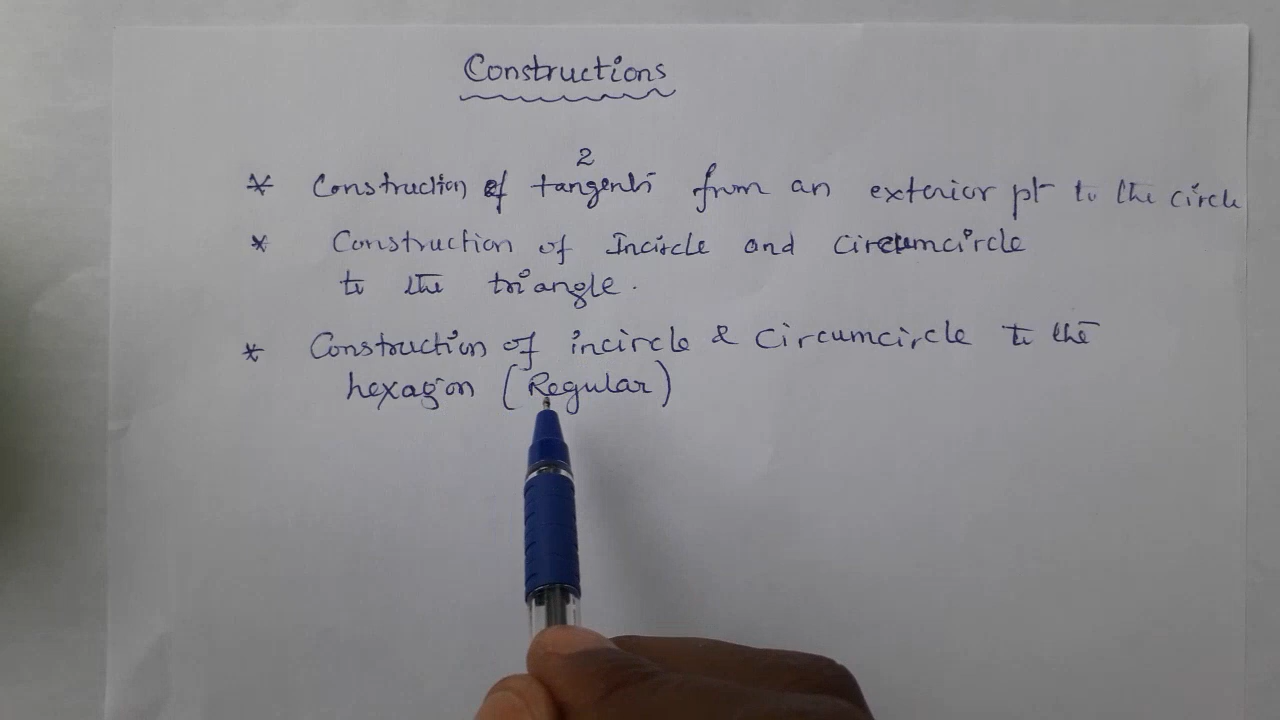 Constructions
2
* Construction of tangents from an exterior pt to the circle
* Construction of Incircle and Circumcircle
to the triangle.
* Construction of incircle & Circumcircle to the
hexagon (Regular)